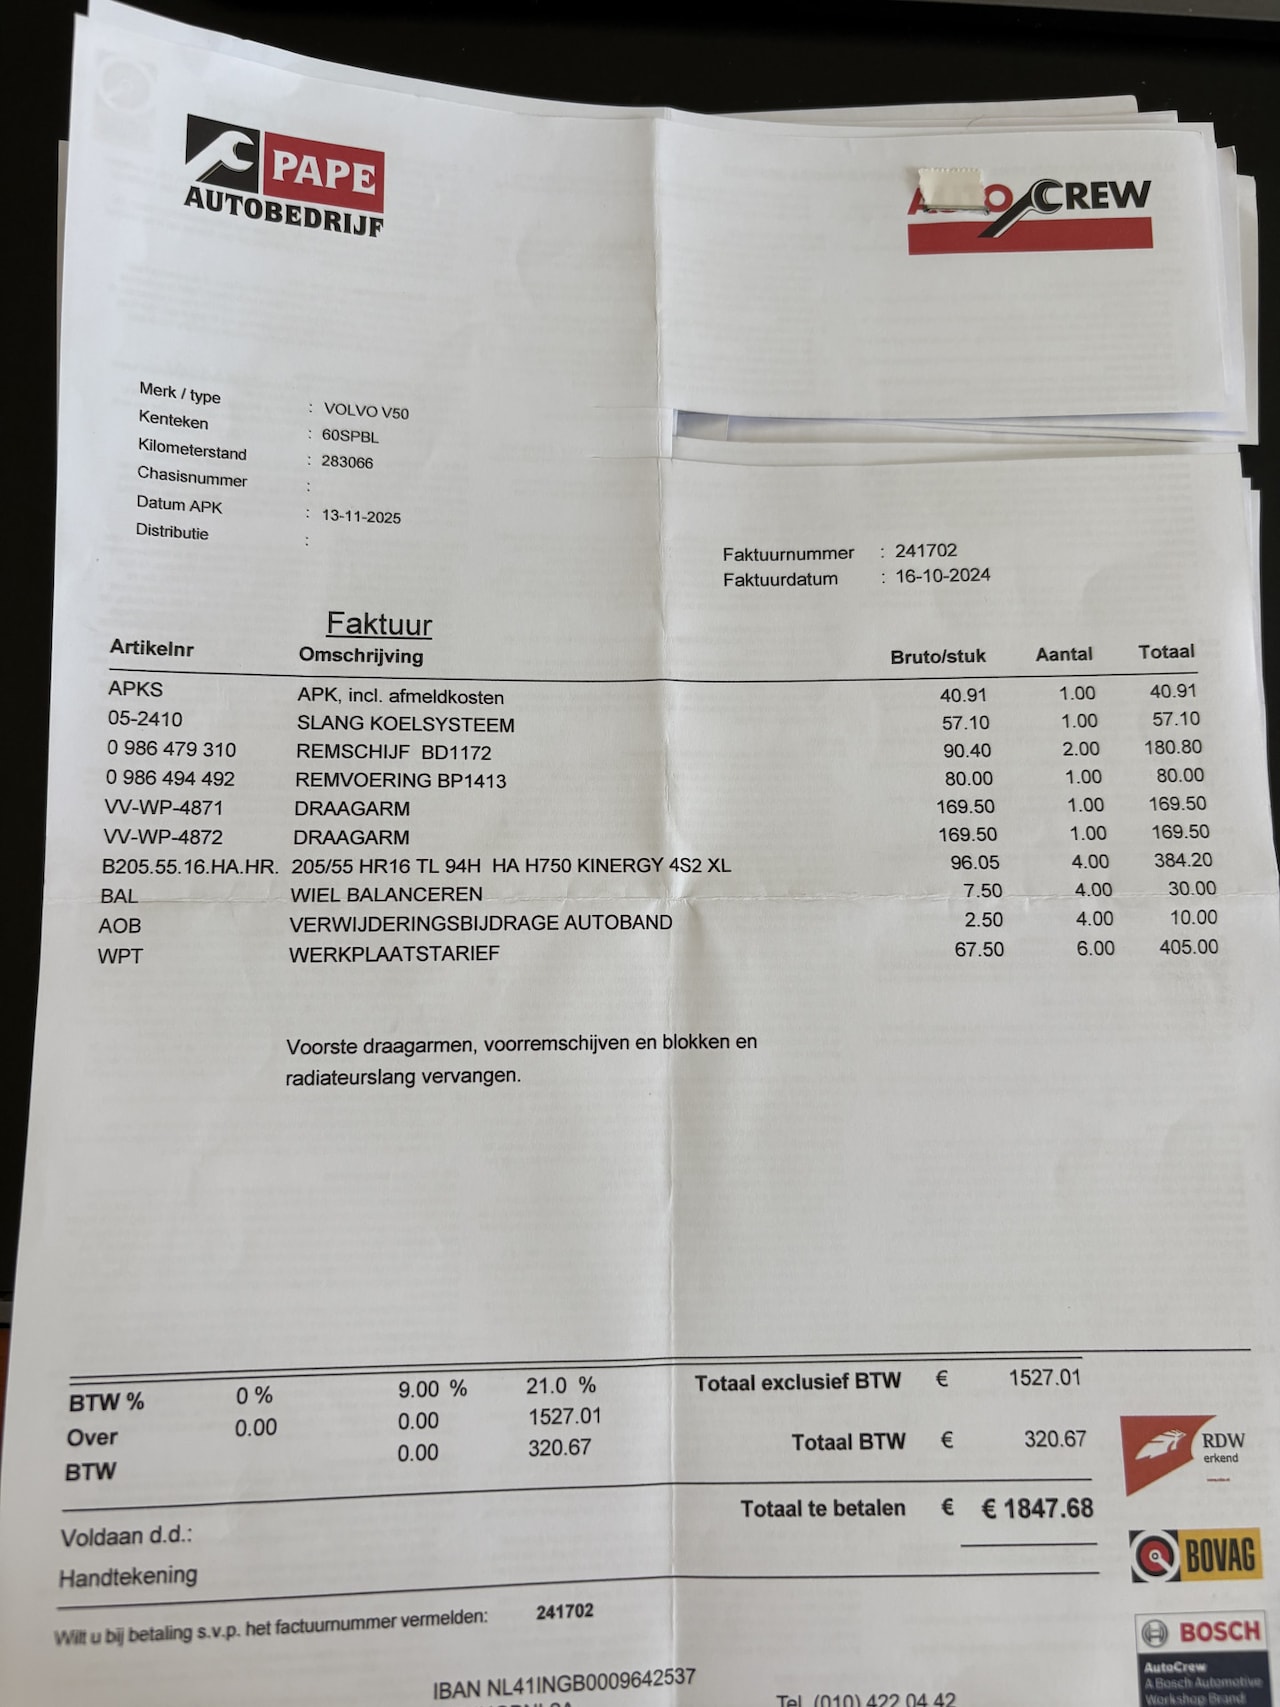 PAPE
AUTOBEDRIJF
CREW
Merk / type : VOLVO V50
Kenteken : 60SPBL
Kilometerstand : 283066
Chasisnummer :
Datum APK : 13-11-2025
Distributie :
Faktuurnummer : 241702
Faktuurdatum : 16-10-2024
Faktuur
Artikelnr Omschrijving Bruto/stuk Aantal Totaal
APKS APK, incl. afmeldkosten 40.91 1.00 40.91
05-2410 SLANG KOELSYSTEEM 57.10 1.00 57.10
0 986 479 310 REMSCHIJF BD1172 90.40 2.00 180.80
0 986 494 492 REMVOERING BP1413 80.00 1.00 80.00
VV-WP-4871 DRAAGARM 169.50 1.00 169.50
VV-WP-4872 DRAAGARM 169.50 1.00 169.50
B205.55.16.HA.HR. 205/55 HR16 TL 94H HA H750 KINERGY 4S2 XL 96.05 4.00 384.20
BAL WIEL BALANCEREN 7.50 4.00 30.00
AOB VERWIJDERINGSBIJDRAGE AUTOBAND 2.50 4.00 10.00
WPT WERKPLAATSTARIEF 67.50 6.00 405.00
Voorste draagarmen, voorremschijven en blokken en
radiateurslang vervangen.
BTW % 0 % 9.00 % 21.0 % Totaal exclusief BTW € 1527.01
Over 0.00 0.00 1527.01
BTW 0.00 320.67 Totaal BTW € 320.67
RDW
erkend
Totaal te betalen € € 1847.68
Voldaan d.d.:
Handtekening
BOVAG
Wilt u bij betaling s.v.p. het factuurnummer vermelden: 241702
BOSCH
AutoCrew
A Bosch Automotive
Workshop Brand
IBAN NL41INGB0009642537
Tel. (010) 422 04 42